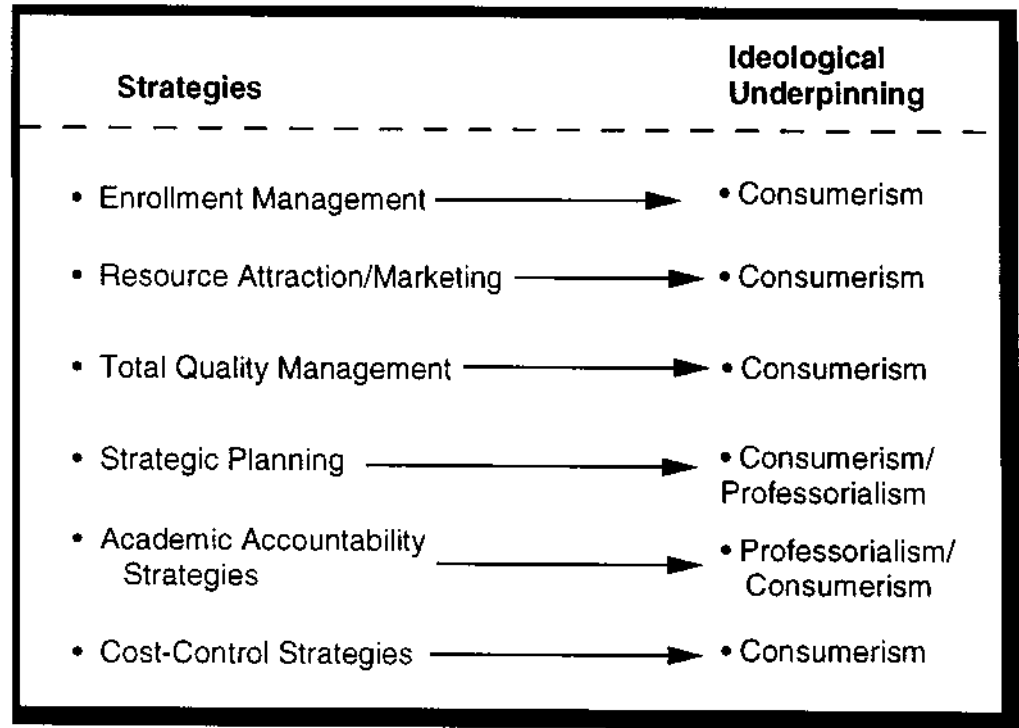 Strategies
Ideological
Underpinning
• Enrollment Management
• Consumerism
• Resource Attraction/Marketing
• Consumerism
• Total Quality Management
• Consumerism
• Strategic Planning
• Consumerism/
Professorialism
• Academic Accountability
Strategies
• Professorialism/
Consumerism
• Cost-Control Strategies
• Consumerism